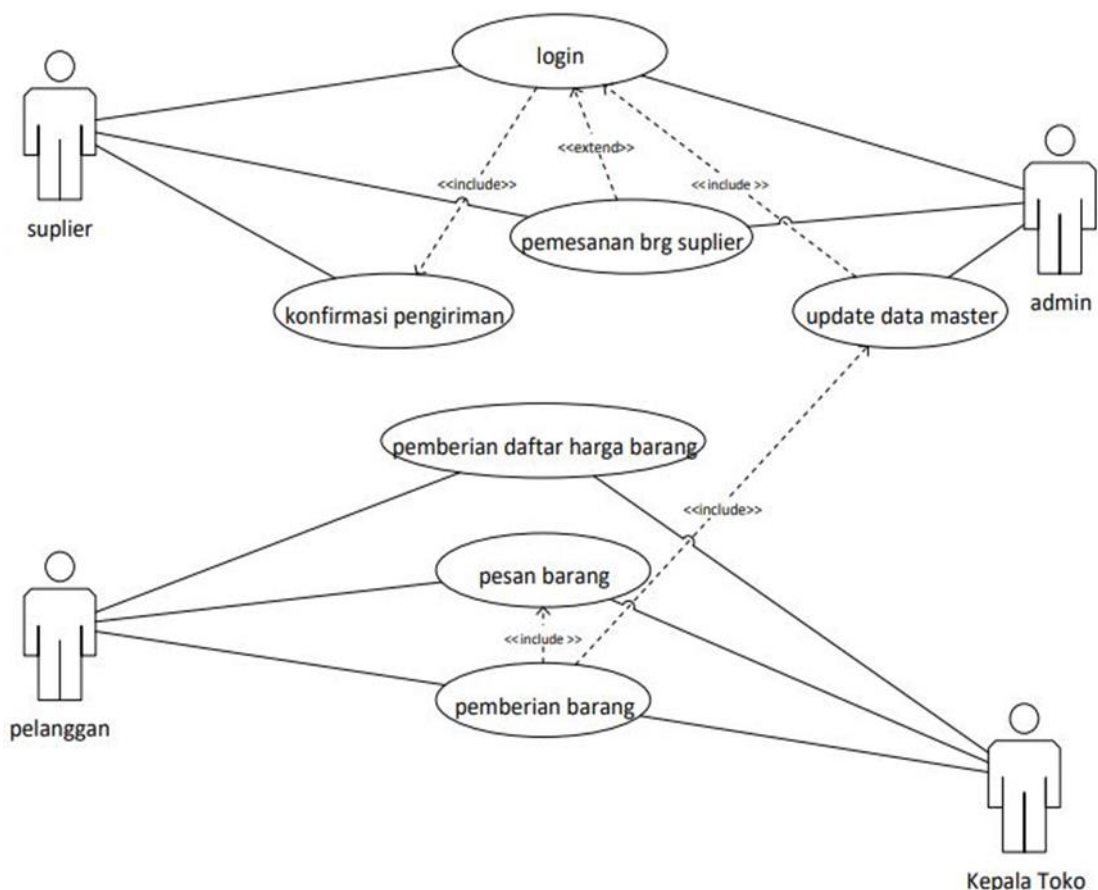 login
<<extend>>
<<include>>
<< include >>
suplier
pemesanan brg suplier
admin
konfirmasi pengiriman
update data master
pemberian daftar harga barang
<<include>>
pesan barang
<< include >>
pemberian barang
pelanggan
Kepala Toko